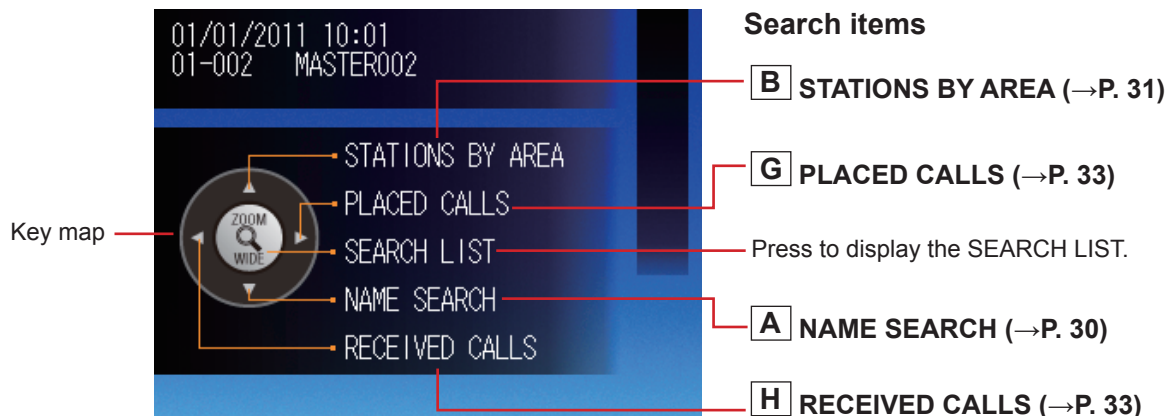 01/01/2011 10:01
01-002 MASTER002
STATIONS BY AREA
PLACED CALLS
SEARCH LIST
NAME SEARCH
RECEIVED CALLS
ZOOM
WIDE
Key map
Search items
B STATIONS BY AREA (→P. 31)
G PLACED CALLS (→P. 33)
Press to display the SEARCH LIST.
A NAME SEARCH (→P. 30)
H RECEIVED CALLS (→P. 33)